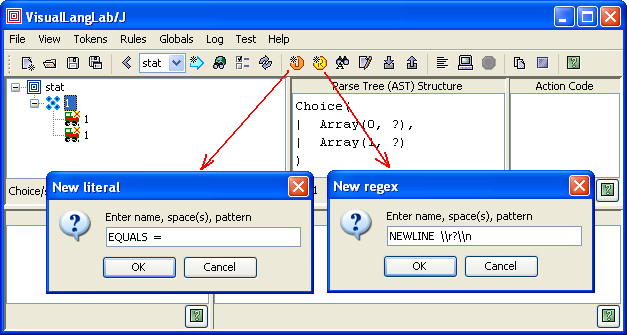 VisualLangLab/J
File View Tokens Rules Globals Log Test Help
stat
stat
1
1
1
Parse Tree (AST) Structure
Action Code
Choice(
| Array(0, ?),
| Array(1, ?)
)
Choice/
1
New literal
Enter name, space(s), pattern
EQUALS =
OK Cancel
New regex
Enter name, space(s), pattern
NEWLINE \\r?\\n
OK Cancel